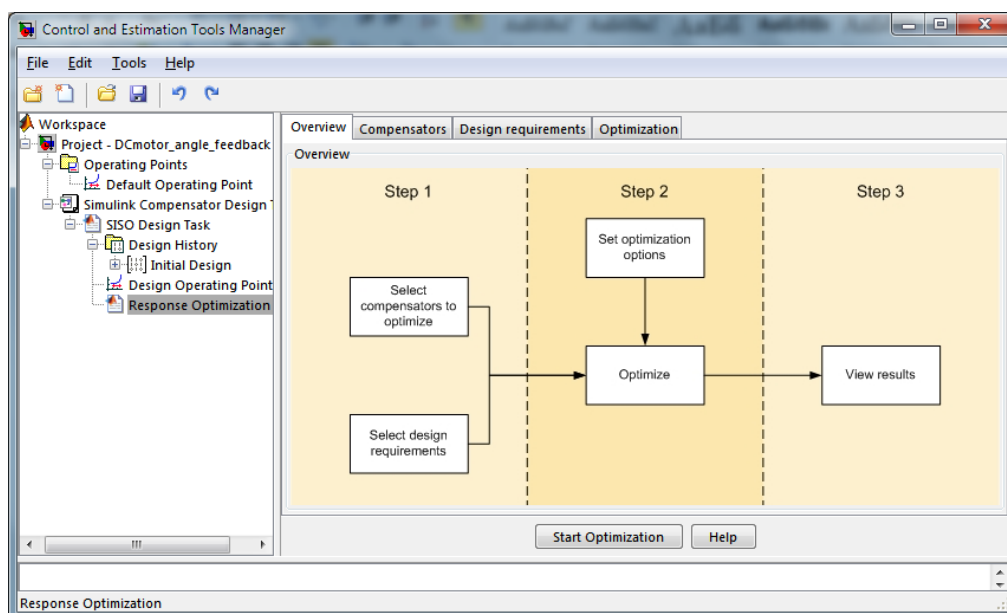 Control and Estimation Tools Manager
File Edit Tools Help
Workspace
Project - DCmotor_angle_feedback
Operating Points
Default Operating Point
Simulink Compensator Design
SISO Design Task
Design History
Initial Design
Design Operating Point
Response Optimization
Overview Compensators Design requirements Optimization
Overview
Step 1 Step 2 Step 3
Set optimization
options
Select
compensators to
optimize
Optimize
View results
Select design
requirements
Start Optimization Help
Response Optimization